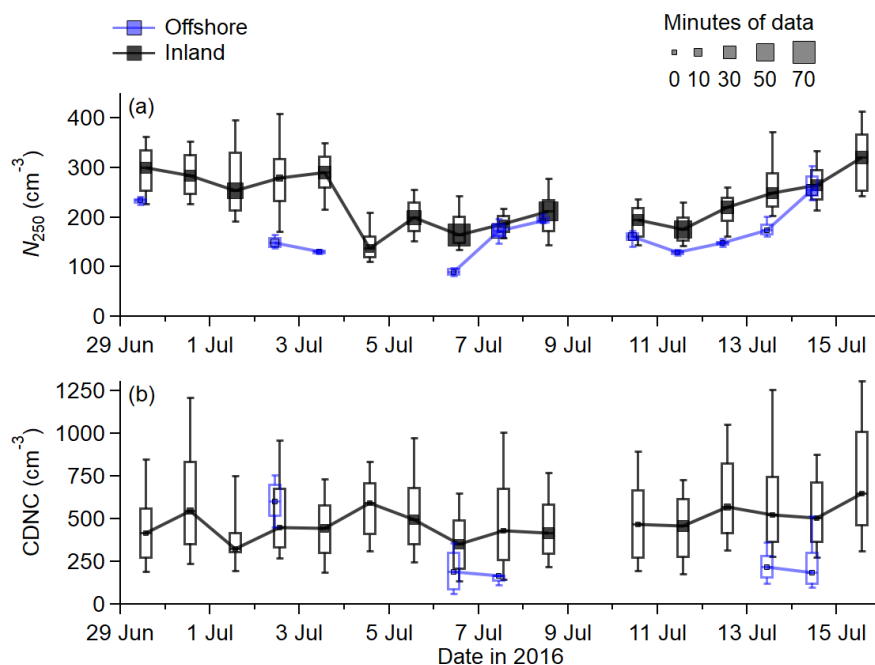 Offshore
Inland
Minutes of data
0 10 30 50 70
(a)
N250 (cm-3)
400
300
200
100
0
29 Jun 1 Jul 3 Jul 5 Jul 7 Jul 9 Jul 11 Jul 13 Jul 15 Jul
(b)
CDNC (cm-3)
1250
1000
750
500
250
0
29 Jun 1 Jul 3 Jul 5 Jul 7 Jul 9 Jul 11 Jul 13 Jul 15 Jul
Date in 2016